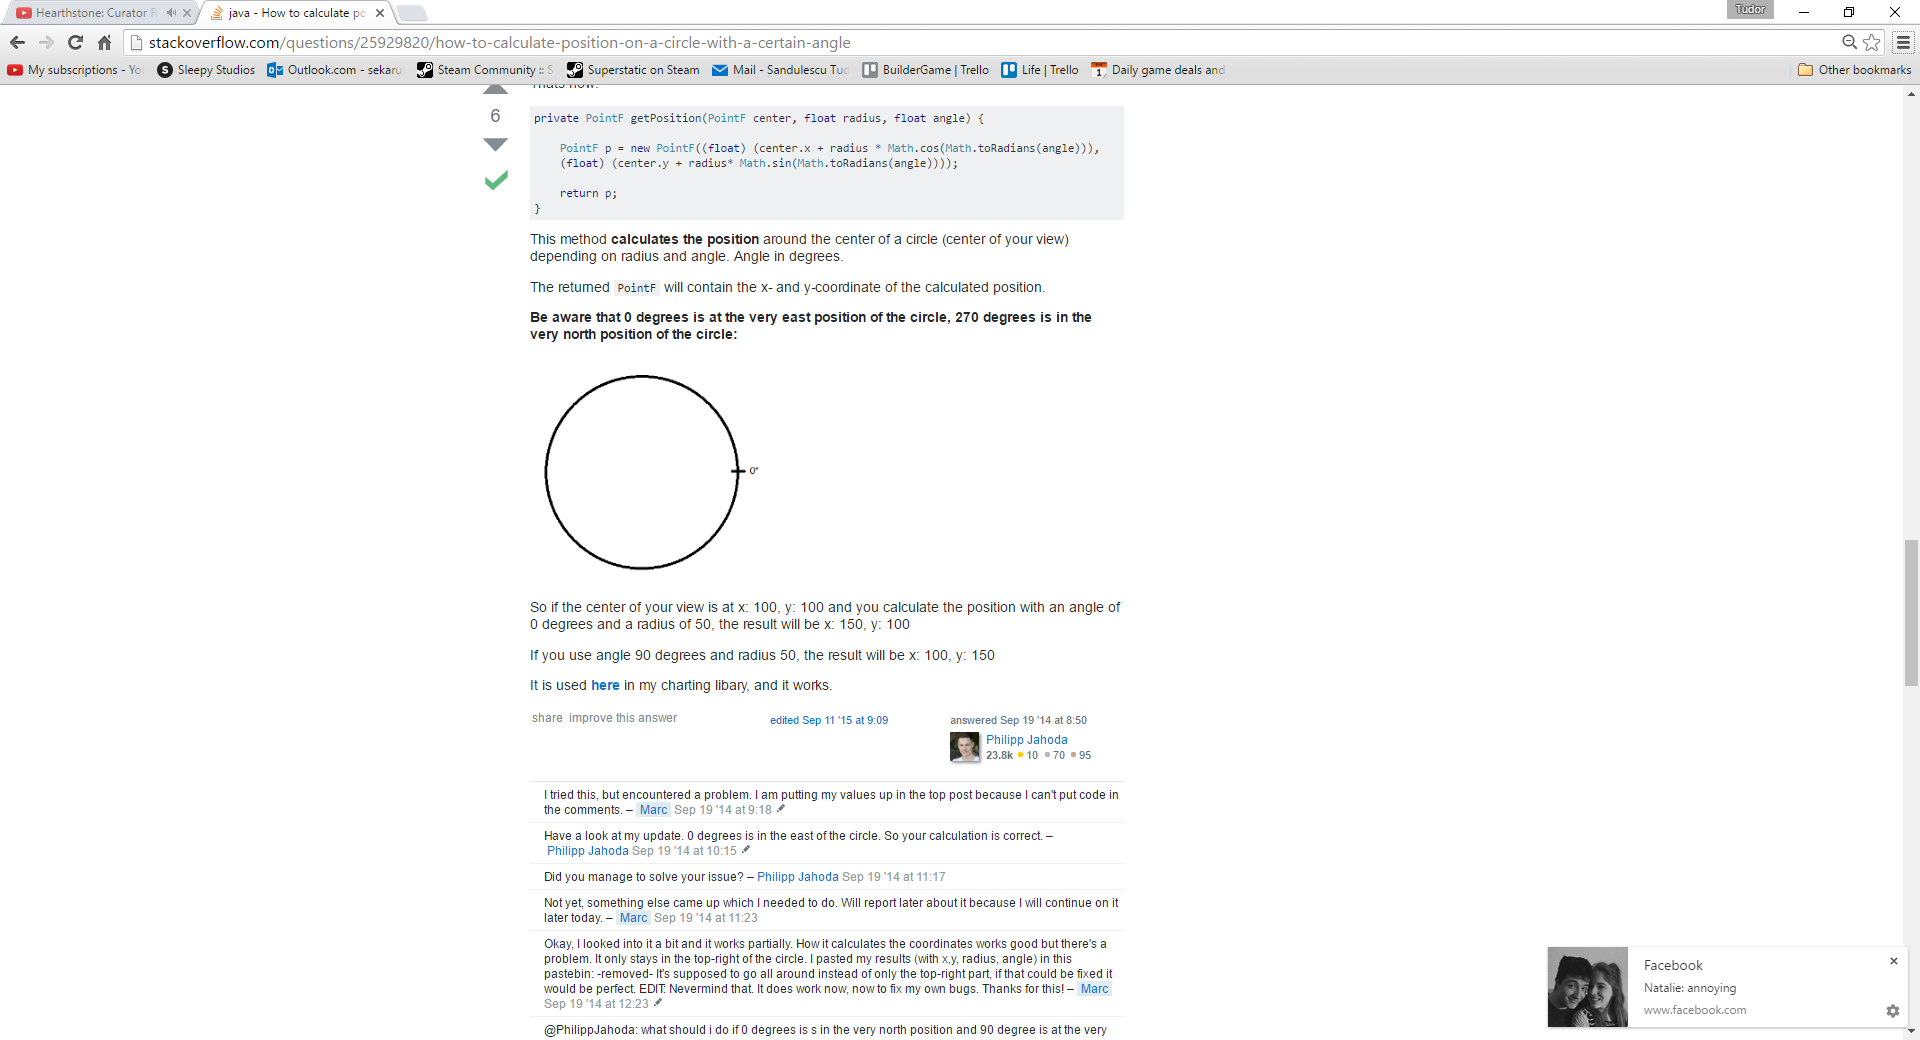 Hearthstone: Curator R
java - How to calculate po
Tudor
stackoverflow.com/questions/25929820/how-to-calculate-position-on-a-circle-with-a-certain-angle
My subscriptions - Yo
Sleepy Studios
Outlook.com - sekaru
Steam Community :: S
Superstatic on Steam
Mail - Sandulescu Tud
BuilderGame | Trello
Life | Trello
Daily game deals and
Other bookmarks
Thats how:
6
private PointF getPosition(PointF center, float radius, float angle) {
PointF p = new PointF((float) (center.x + radius * Math.cos(Math.toRadians(angle))),
(float) (center.y + radius* Math.sin(Math.toRadians(angle))));
return p;
}
This method calculates the position around the center of a circle (center of your view)
depending on radius and angle. Angle in degrees.
The returned PointF will contain the x- and y-coordinate of the calculated position.
Be aware that 0 degrees is at the very east position of the circle, 270 degrees is in the
very north position of the circle:
0°
So if the center of your view is at x: 100, y: 100 and you calculate the position with an angle of
0 degrees and a radius of 50, the result will be x: 150, y: 100
If you use angle 90 degrees and radius 50, the result will be x: 100, y: 150
It is used here in my charting libary, and it works.
share improve this answer
edited Sep 11 '15 at 9:09
answered Sep 19 '14 at 8:50
Philipp Jahoda
23.8k 10 70 95
I tried this, but encountered a problem. I am putting my values up in the top post because I can't put code in
the comments. – Marc Sep 19 '14 at 9:18
Have a look at my update. 0 degrees is in the east of the circle. So your calculation is correct. –
Philipp Jahoda Sep 19 '14 at 10:15
Did you manage to solve your issue? – Philipp Jahoda Sep 19 '14 at 11:17
Not yet, something else came up which I needed to do. Will report later about it because I will continue on it
later today. – Marc Sep 19 '14 at 11:23
Okay, I looked into it a bit and it works partially. How it calculates the coordinates works good but there's a
problem. It only stays in the top-right of the circle. I pasted my results (with x,y, radius, angle) in this
pastebin: -removed- It's supposed to go all around instead of only the top-right part, if that could be fixed it
would be perfect. EDIT: Nevermind that. It does work now, now to fix my own bugs. Thanks for this! – Marc
Sep 19 '14 at 12:23
@PhilippJahoda: what should i do if 0 degrees is s in the very north position and 90 degree is at the very
Facebook
Natalie: annoying
www.facebook.com